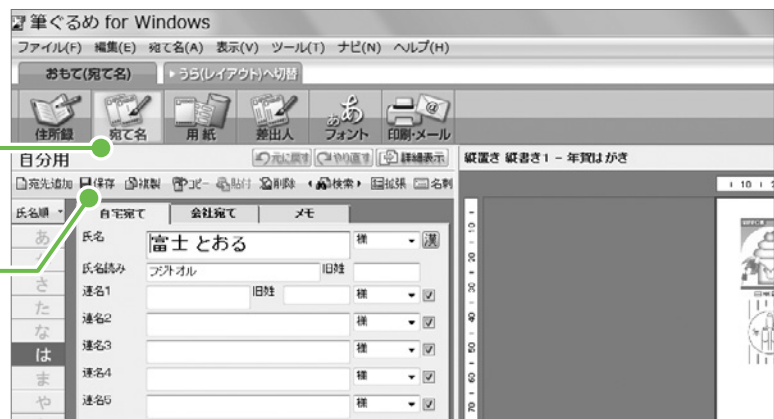 筆ぐるめ for Windows
ファイル(F) 編集(E) 宛て名(A) 表示(V) ツール(T) ナビ(N) ヘルプ(H)
おもて(宛て名) うら(レイアウト)へ切替
住所録 宛て名 用紙 差出人 フォント 印刷・メール
自分用 元に戻す やり直す 詳細表示 縦置き 縦書き1 - 年賀はがき
宛先追加 保存 複製 コピー 貼付 削除 検索 拡張 名刺
氏名順 自宅宛て 会社宛て メモ
あ 氏名 富士 とおる 様 漢
氏名読み フジトオル 旧姓
さ 連名1 旧姓 様
た 連名2 様
な
は 連名3 様
ま 連名4 様
や 連名5 様